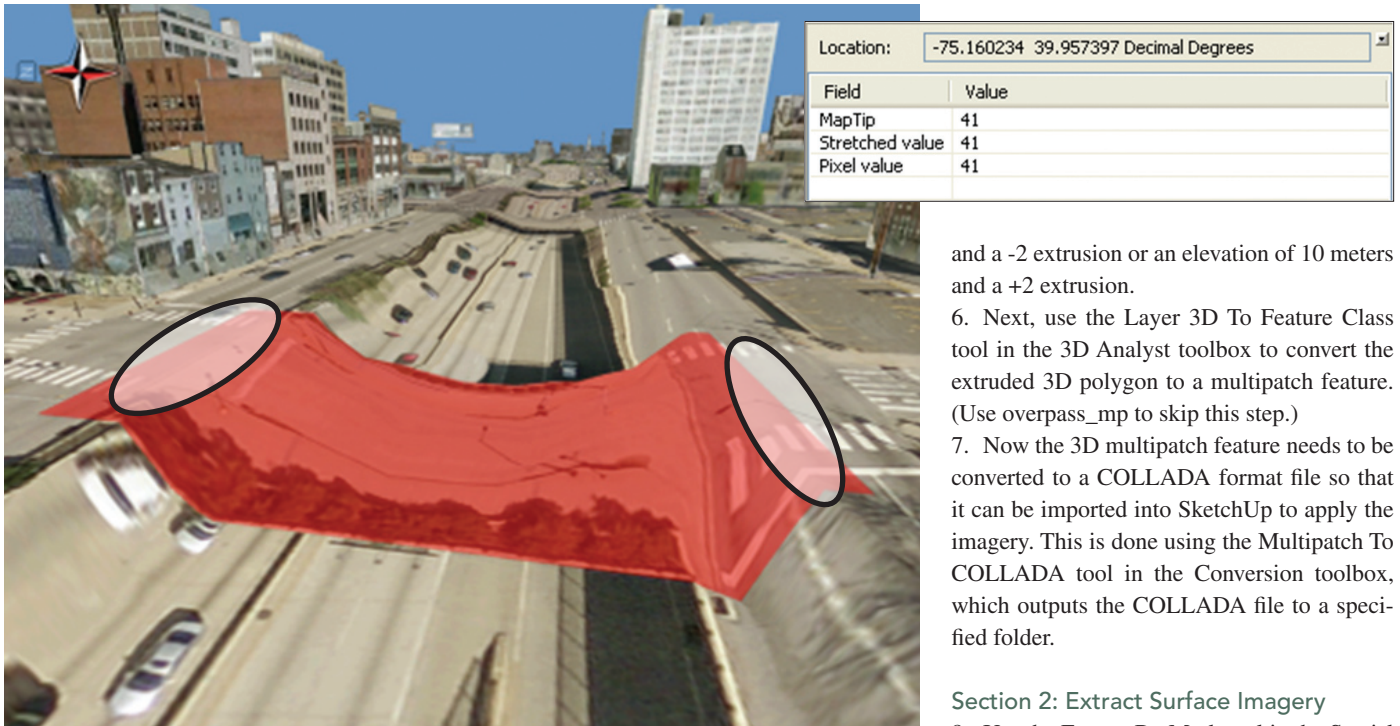 Location: -75.160234 39.957397 Decimal Degrees
Field Value
MapTip 41
Stretched value 41
Pixel value 41
and a -2 extrusion or an elevation of 10 meters
and a +2 extrusion.
6. Next, use the Layer 3D To Feature Class
tool in the 3D Analyst toolbox to convert the
extruded 3D polygon to a multipatch feature.
(Use overpass_mp to skip this step.)
7. Now the 3D multipatch feature needs to be
converted to a COLLADA format file so that
it can be imported into SketchUp to apply the
imagery. This is done using the Multipatch To
COLLADA tool in the Conversion toolbox,
which outputs the COLLADA file to a speci-
fied folder.
Section 2: Extract Surface Imagery